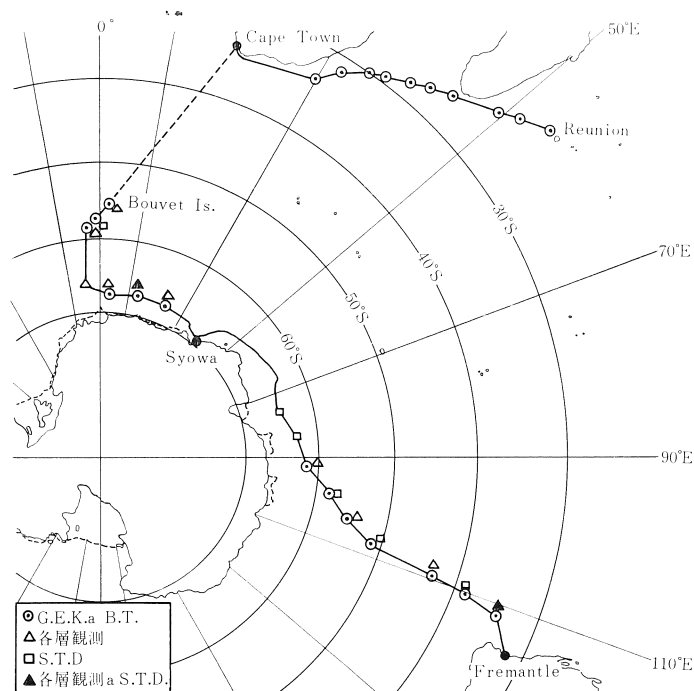 0°
Cape Town
50°E
Reunion
30°S
Bouvet Is.
40°S
70°E
50°S
60°S
Syowa
90°E
G.E.K.a B.T.
各層観測
S.T.D
各層観測 a S.T.D.
Fremantle
110°E